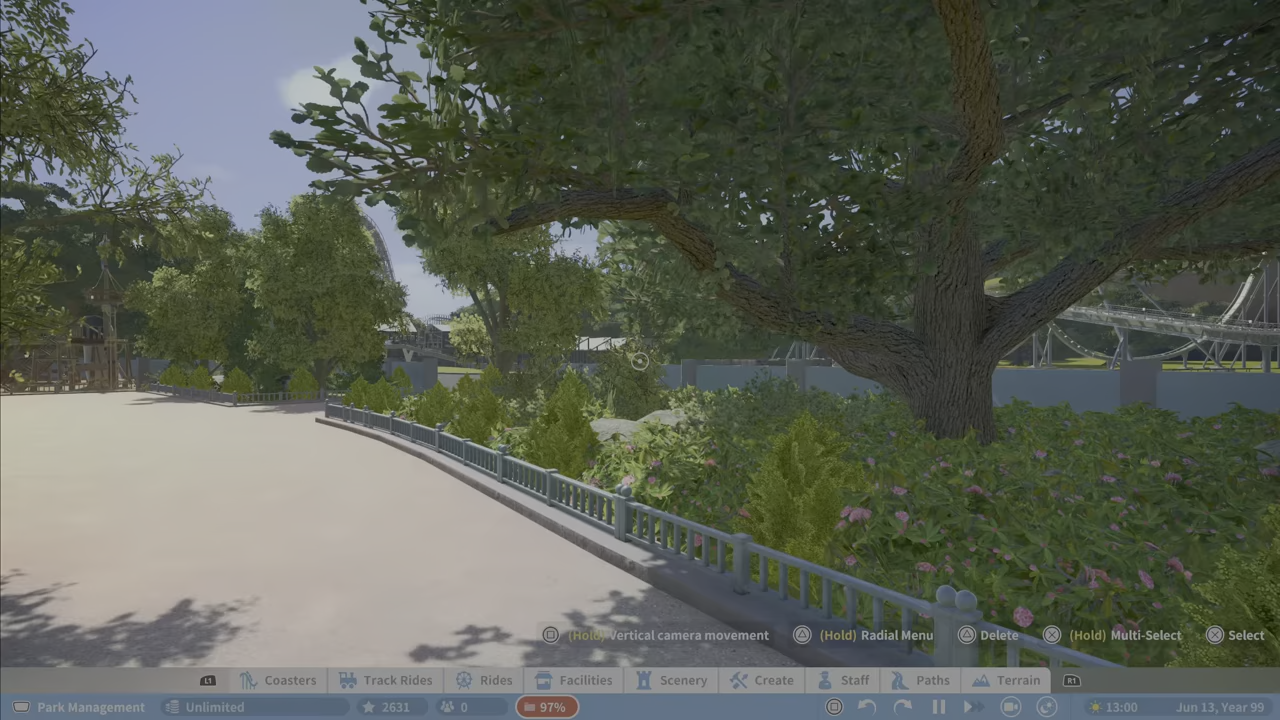 (Hold) Vertical camera movement (Hold) Radial Menu Delete (Hold) Multi-Select Select
L1 Coasters Track Rides Rides Facilities Scenery Create Staff Paths Terrain R1
Park Management Unlimited 2631 0 97% 13:00 Jun 13, Year 99